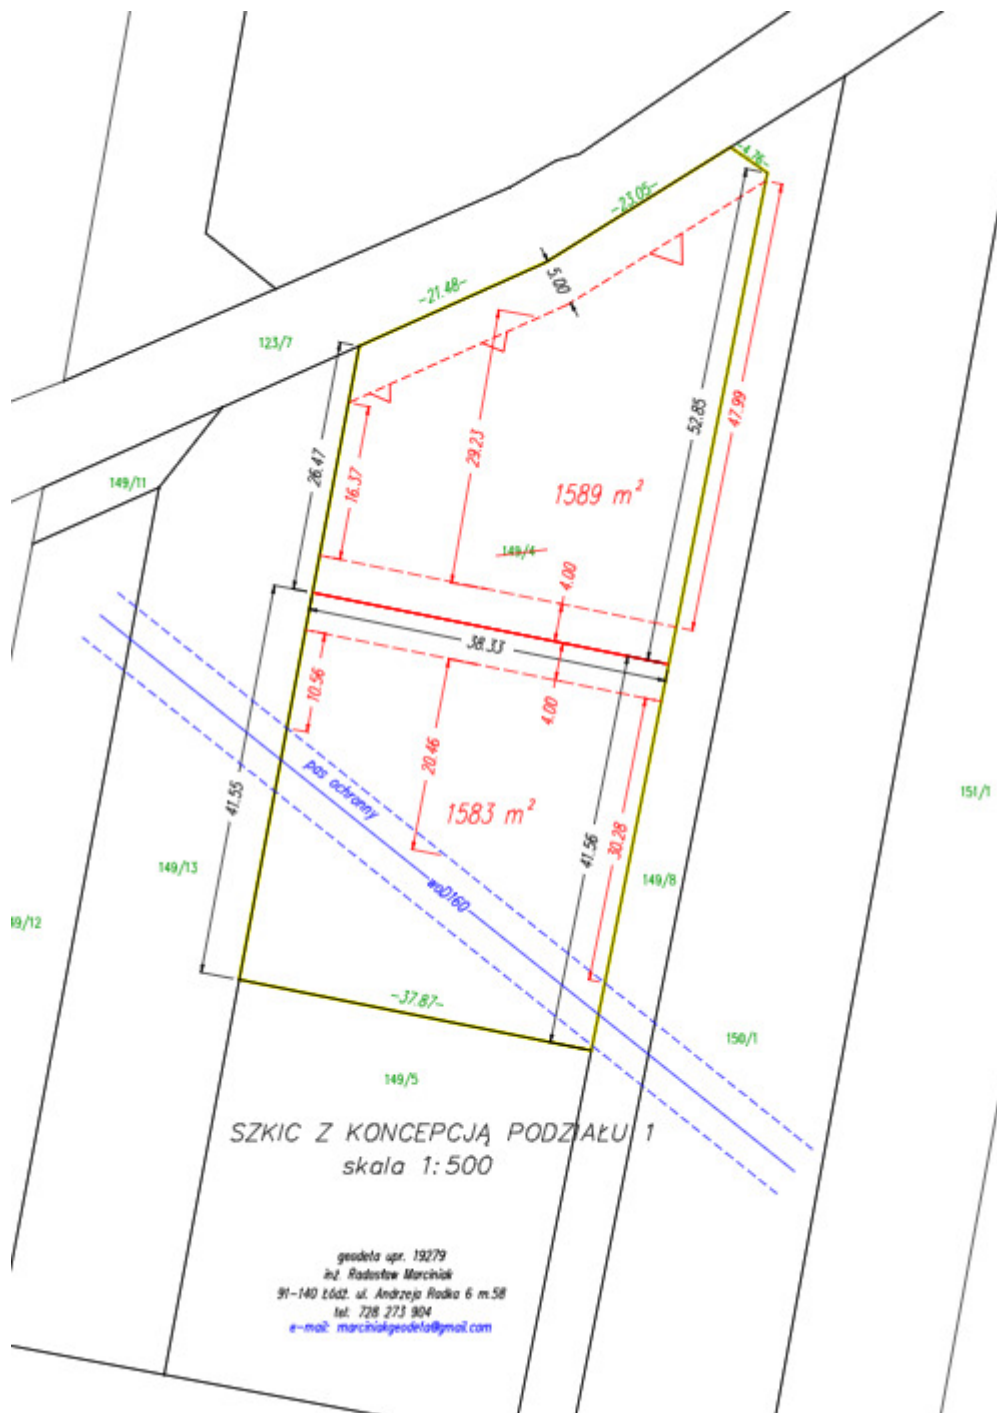 -4.76-
-23.05-
5.00
-21.48-
123/7
52.85
47.99
29.23
26.47
16.37
149/11
1589 m²
149/4
4.00
38.33
10.56
4.00
20.46
41.55
pas ochronny
1583 m²
41.56
30.28
151/1
149/13
149/8
woD160
49/12
-37.87-
150/1
149/5
SZKIC Z KONCEPCJĄ PODZIAŁU 1
skala 1:500
geodeta upr. 19279
inż. Radosław Marciniak
91-140 Łódź, ul. Andrzeja Radka 6 m.58
tel: 728 273 904
e-mail: marciniakgeodeta@gmail.com